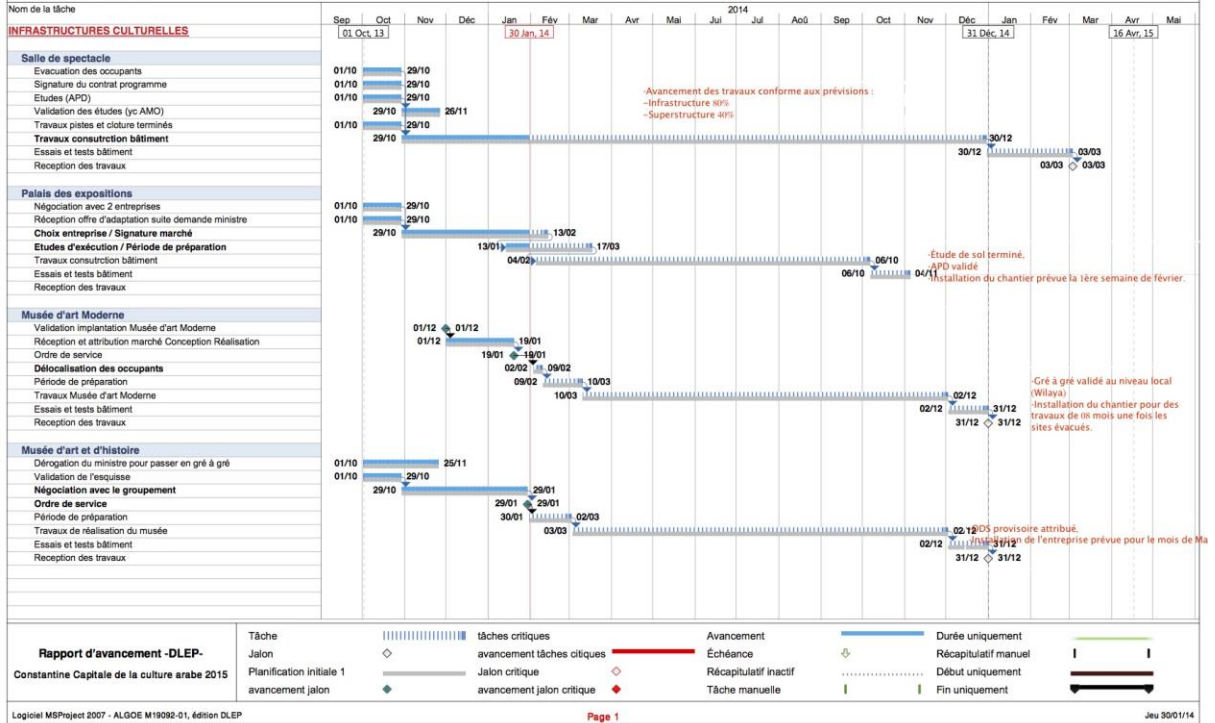 Nom de la tâche
2014
Sep Oct Nov Déc Jan Fév Mar Avr Mai Jui Jul Aoû Sep Oct Nov Déc Jan Fév Mar Avr Mai
INFRASTRUCTURES CULTURELLES
01 Oct, 13 30 Jan, 14 31 Déc, 14 16 Avr, 15
Salle de spectacle
Evacuation des occupants 01/10 29/10
Signature du contrat programme 01/10 29/10
Etudes (APD) 01/10 29/10
Validation des études (yc AMO) 29/10 26/11
Travaux pistes et cloture terminés 01/10 29/10
Travaux consutrction bâtiment 29/10 30/12
Essais et tests bâtiment 30/12 03/03
Reception des travaux 03/03 03/03
-Avancement des travaux conforme aux prévisions :
-Infrastructure 80%
-Superstructure 40%
Palais des expositions
Négociation avec 2 entreprises 01/10 29/10
Réception offre d'adaptation suite demande ministre 01/10 29/10
Choix entreprise / Signature marché 29/10 13/02
Etudes d'exécution / Période de préparation 13/01 17/03
Travaux consutrction bâtiment 04/02 06/10
Essais et tests bâtiment 06/10 04/11
Reception des travaux
-Étude de sol terminé,
-APD validé
-Installation du chantier prévue la 1ère semaine de février.
Musée d'art Moderne
Validation implantation Musée d'art Moderne 01/12 01/12
Réception et attribution marché Conception Réalisation 01/12 19/01
Ordre de service 19/01 19/01
Délocalisation des occupants 02/02 09/02
Période de préparation 09/02 10/03
Travaux Musée d'Art Moderne 10/03 02/12
Essais et tests bâtiment 02/12 31/12
Reception des travaux 31/12 31/12
-Gré à gré validé au niveau local
(Wilaya)
-Installation du chantier pour des
travaux de 08 mois une fois les
sites évacués.
Musée d'art et d'histoire
Dérogation du ministre pour passer en gré à gré 01/10 25/11
Validation de l'esquisse 01/10 29/10
Négociation avec le groupement 29/10 29/01
Ordre de service 29/01 29/01
Période de préparation 30/01 02/03
Travaux de réalisation du musée 03/03 02/12
Essais et tests bâtiment 02/12 31/12
Reception des travaux 31/12 31/12
-ODS provisoire attribué,
-Installation de l'entreprise prévue pour le mois de Ma
Rapport d'avancement -DLEP-
Constantine Capitale de la culture arabe 2015
Tâche tâches critiques Avancement Durée uniquement
Jalon avancement tâches citiques Échéance Récapitulatif manuel
Planification initiale 1 Jalon critique Récapitulatif inactif Début uniquement
avancement jalon avancement jalon critique Tâche manuelle Fin uniquement
Logiciel MSProject 2007 - ALGOE M19092-01, édition DLEP Page 1 Jeu 30/01/14